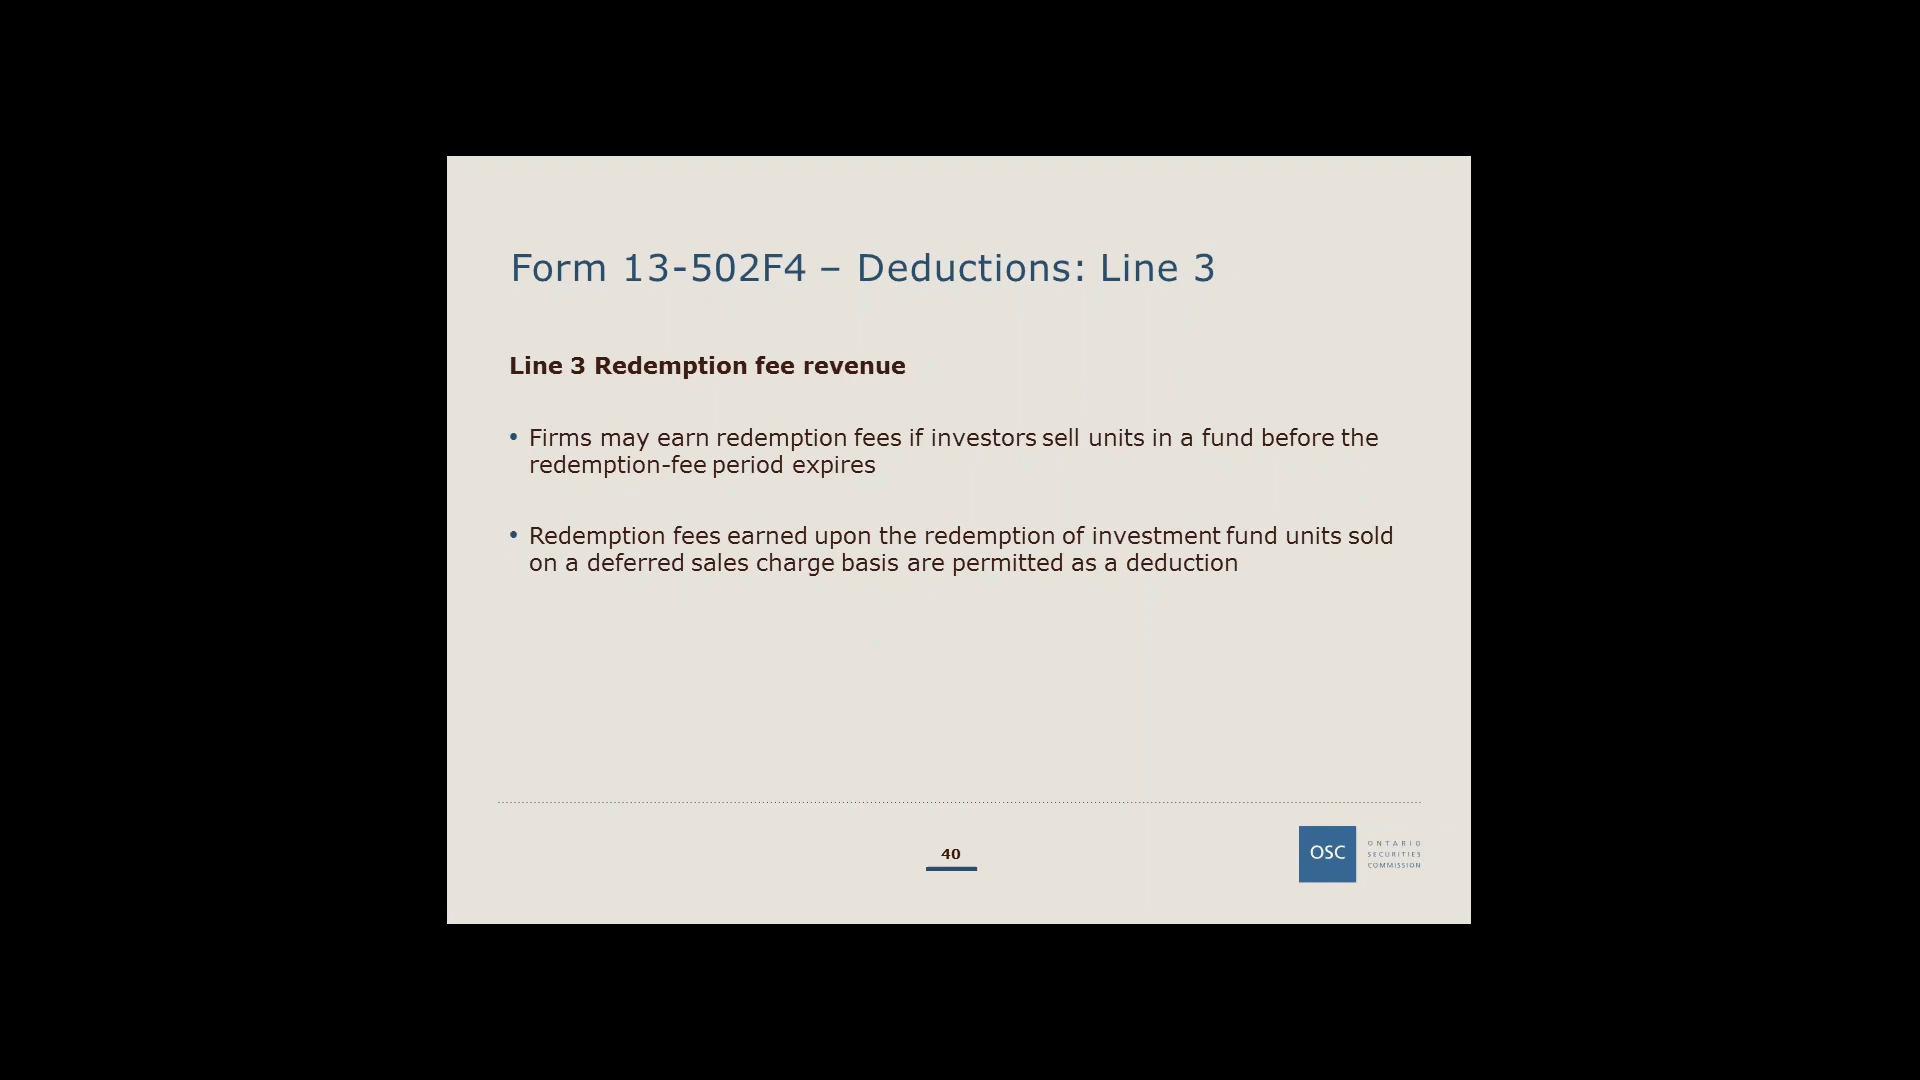 Form 13-502F4 – Deductions: Line 3
Line 3 Redemption fee revenue
• Firms may earn redemption fees if investors sell units in a fund before the
redemption-fee period expires
• Redemption fees earned upon the redemption of investment fund units sold
on a deferred sales charge basis are permitted as a deduction
40
OSC
ONTARIO
SECURITIES
COMMISSION